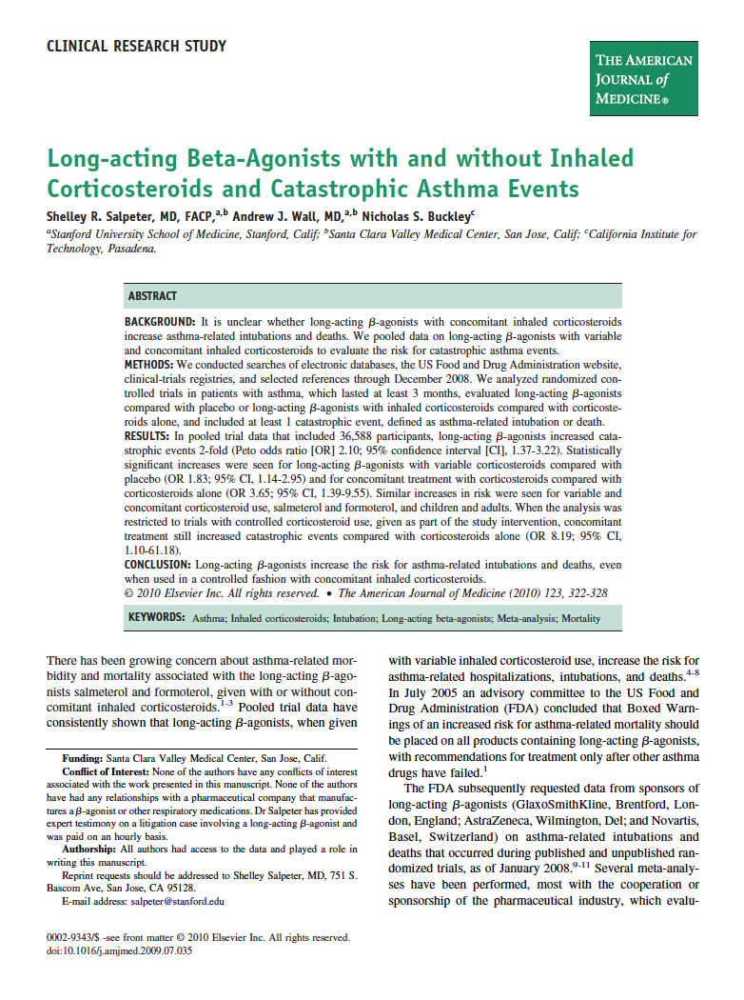 CLINICAL RESEARCH STUDY
THE AMERICAN
JOURNAL of
MEDICINE®
Long-acting Beta-Agonists with and without Inhaled
Corticosteroids and Catastrophic Asthma Events
Shelley R. Salpeter, MD, FACP,a,b Andrew J. Wall, MD,a,b Nicholas S. Buckleyc
aStanford University School of Medicine, Stanford, Calif; bSanta Clara Valley Medical Center, San Jose, Calif; cCalifornia Institute for
Technology, Pasadena.
ABSTRACT
BACKGROUND: It is unclear whether long-acting β-agonists with concomitant inhaled corticosteroids
increase asthma-related intubations and deaths. We pooled data on long-acting β-agonists with variable
and concomitant inhaled corticosteroids to evaluate the risk for catastrophic asthma events.
METHODS: We conducted searches of electronic databases, the US Food and Drug Administration website,
clinical-trials registries, and selected references through December 2008. We analyzed randomized con-
trolled trials in patients with asthma, which lasted at least 3 months, evaluated long-acting β-agonists
compared with placebo or long-acting β-agonists with inhaled corticosteroids compared with corticoste-
roids alone, and included at least 1 catastrophic event, defined as asthma-related intubation or death.
RESULTS: In pooled trial data that included 36,588 participants, long-acting β-agonists increased cata-
strophic events 2-fold (Peto odds ratio [OR] 2.10; 95% confidence interval [CI], 1.37-3.22). Statistically
significant increases were seen for long-acting β-agonists with variable corticosteroids compared with
placebo (OR 1.83; 95% CI, 1.14-2.95) and for concomitant treatment with corticosteroids compared with
corticosteroids alone (OR 3.65; 95% CI, 1.39-9.55). Similar increases in risk were seen for variable and
concomitant corticosteroid use, salmeterol and formoterol, and children and adults. When the analysis was
restricted to trials with controlled corticosteroid use, given as part of the study intervention, concomitant
treatment still increased catastrophic events compared with corticosteroids alone (OR 8.19; 95% CI,
1.10-61.18).
CONCLUSION: Long-acting β-agonists increase the risk for asthma-related intubations and deaths, even
when used in a controlled fashion with concomitant inhaled corticosteroids.
© 2010 Elsevier Inc. All rights reserved. • The American Journal of Medicine (2010) 123, 322-328
KEYWORDS: Asthma; Inhaled corticosteroids; Intubation; Long-acting beta-agonists; Meta-analysis; Mortality
There has been growing concern about asthma-related mor-
bidity and mortality associated with the long-acting β-ago-
nists salmeterol and formoterol, given with or without con-
comitant inhaled corticosteroids.1-3 Pooled trial data have
consistently shown that long-acting β-agonists, when given
Funding: Santa Clara Valley Medical Center, San Jose, Calif.
Conflict of Interest: None of the authors have any conflicts of interest
associated with the work presented in this manuscript. None of the authors
have had any relationships with a pharmaceutical company that manufac-
tures a β-agonist or other respiratory medications. Dr Salpeter has provided
expert testimony on a litigation case involving a long-acting β-agonist and
was paid on an hourly basis.
Authorship: All authors had access to the data and played a role in
writing this manuscript.
Reprint requests should be addressed to Shelley Salpeter, MD, 751 S.
Bascom Ave, San Jose, CA 95128.
E-mail address: salpeter@stanford.edu
with variable inhaled corticosteroid use, increase the risk for
asthma-related hospitalizations, intubations, and deaths.4-8
In July 2005 an advisory committee to the US Food and
Drug Administration (FDA) concluded that Boxed Warn-
ings of an increased risk for asthma-related mortality should
be placed on all products containing long-acting β-agonists,
with recommendations for treatment only after other asthma
drugs have failed.1
The FDA subsequently requested data from sponsors of
long-acting β-agonists (GlaxoSmithKline, Brentford, Lon-
don, England; AstraZeneca, Wilmington, Del; and Novartis,
Basel, Switzerland) on asthma-related intubations and
deaths that occurred during published and unpublished ran-
domized trials, as of January 2008.9-11 Several meta-analy-
ses have been performed, most with the cooperation or
sponsorship of the pharmaceutical industry, which evalu-
0002-9343/$ -see front matter © 2010 Elsevier Inc. All rights reserved.
doi:10.1016/j.amjmed.2009.07.035